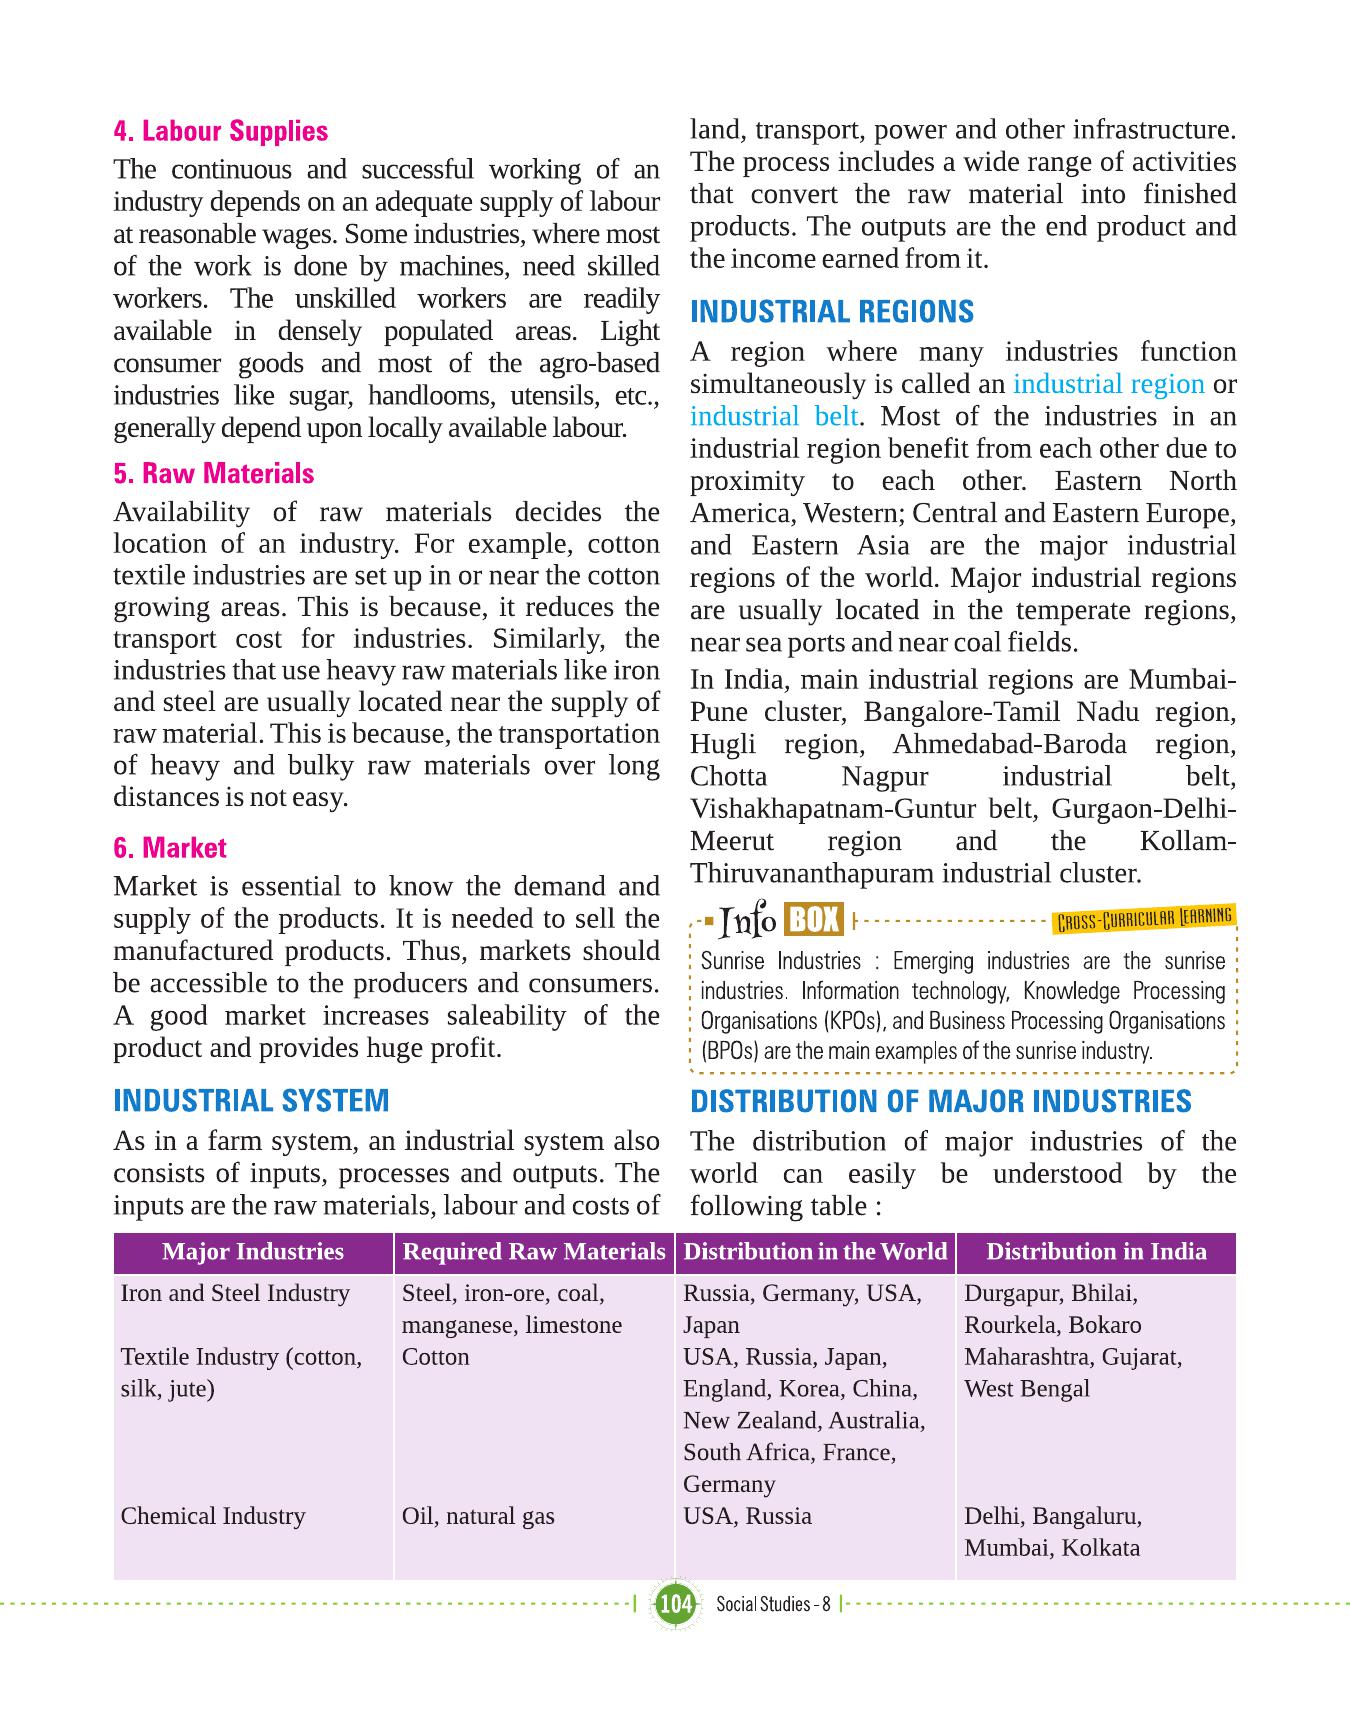 4. Labour Supplies
The continuous and successful working of an
industry depends on an adequate supply of labour
at reasonable wages. Some industries, where most
of the work is done by machines, need skilled
workers. The unskilled workers are readily
available in densely populated areas. Light
consumer goods and most of the agro-based
industries like sugar, handlooms, utensils, etc.,
generally depend upon locally available labour.
5. Raw Materials
Availability of raw materials decides the
location of an industry. For example, cotton
textile industries are set up in or near the cotton
growing areas. This is because, it reduces the
transport cost for industries. Similarly, the
industries that use heavy raw materials like iron
and steel are usually located near the supply of
raw material. This is because, the transportation
of heavy and bulky raw materials over long
distances is not easy.
6. Market
Market is essential to know the demand and
supply of the products. It is needed to sell the
manufactured products. Thus, markets should
be accessible to the producers and consumers.
A good market increases saleability of the
product and provides huge profit.
INDUSTRIAL SYSTEM
As in a farm system, an industrial system also
consists of inputs, processes and outputs. The
inputs are the raw materials, labour and costs of
land, transport, power and other infrastructure.
The process includes a wide range of activities
that convert the raw material into finished
products. The outputs are the end product and
the income earned from it.
INDUSTRIAL REGIONS
A region where many industries function
simultaneously is called an industrial region or
industrial belt. Most of the industries in an
industrial region benefit from each other due to
proximity to each other. Eastern North
America, Western; Central and Eastern Europe,
and Eastern Asia are the major industrial
regions of the world. Major industrial regions
are usually located in the temperate regions,
near sea ports and near coal fields.
In India, main industrial regions are Mumbai-
Pune cluster, Bangalore-Tamil Nadu region,
Hugli region, Ahmedabad-Baroda region,
Chotta Nagpur industrial belt,
Vishakhapatnam-Guntur belt, Gurgaon-Delhi-
Meerut region and the Kollam-
Thiruvananthapuram industrial cluster.
Info BOX
CROSS-CURRICULAR LEARNING
Sunrise Industries : Emerging industries are the sunrise
industries. Information technology, Knowledge Processing
Organisations (KPOs), and Business Processing Organisations
(BPOs) are the main examples of the sunrise industry.
DISTRIBUTION OF MAJOR INDUSTRIES
The distribution of major industries of the
world can easily be understood by the
following table :
Major Industries Required Raw Materials Distribution in the World Distribution in India
Iron and Steel Industry Steel, iron-ore, coal, Russia, Germany, USA, Durgapur, Bhilai,
manganese, limestone Japan Rourkela, Bokaro
Textile Industry (cotton, Cotton USA, Russia, Japan, Maharashtra, Gujarat,
silk, jute) England, Korea, China, West Bengal
New Zealand, Australia,
South Africa, France,
Germany
Chemical Industry Oil, natural gas USA, Russia Delhi, Bangaluru,
Mumbai, Kolkata
104 Social Studies - 8